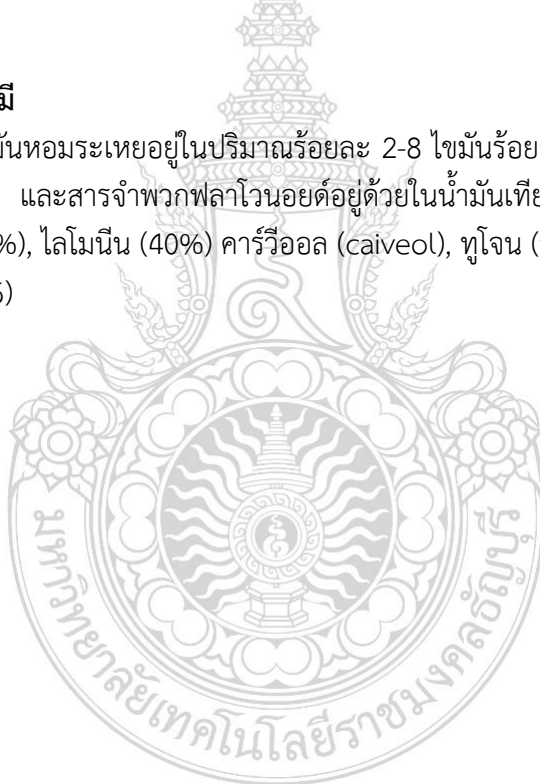 มี
มันหอมระเหยอยู่ในปริมาณร้อยละ 2-8 ไขมันร้อย
และสารจำพวกฟลาโวนอยด์อยู่ด้วยในน้ำมันเทีย
%), ไลโมนีน (40%) คาร์วีออล (caiveol), ทูโจน (
)
มหาวิทยาลัยเทคโนโลยีราชมงคลธัญบุรี